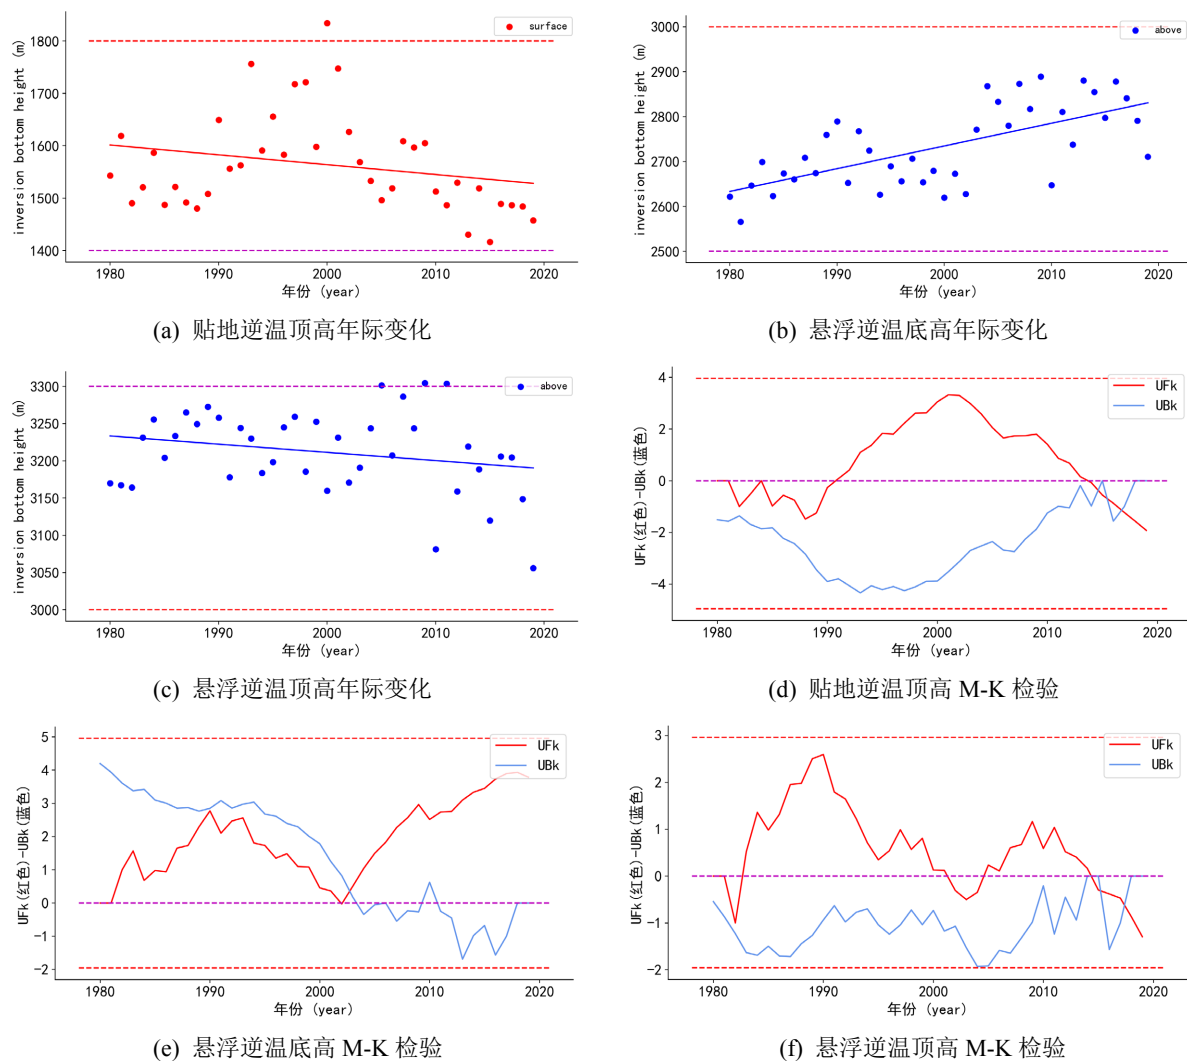 surface
1800
1700
1600
1500
1400
inversion bottom height (m)
1980 1990 2000 2010 2020
年份 (year)
(a) 贴地逆温顶高年际变化
above
3000
2900
2800
2700
2600
2500
inversion bottom height (m)
1980 1990 2000 2010 2020
年份 (year)
(b) 悬浮逆温底高年际变化
above
3300
3250
3200
3150
3100
3050
3000
inversion bottom height (m)
1980 1990 2000 2010 2020
年份 (year)
(c) 悬浮逆温顶高年际变化
UFk
UBk
4
2
0
-2
-4
UFk(红色)-UBk(蓝色)
1980 1990 2000 2010 2020
年份 (year)
(d) 贴地逆温顶高 M-K 检验
UFk
UBk
5
4
3
2
1
0
-1
-2
UFk(红色)-UBk(蓝色)
1980 1990 2000 2010 2020
年份 (year)
(e) 悬浮逆温底高 M-K 检验
UFk
UBk
3
2
1
0
-1
-2
UFk(红色)-UBk(蓝色)
1980 1990 2000 2010 2020
年份 (year)
(f) 悬浮逆温顶高 M-K 检验